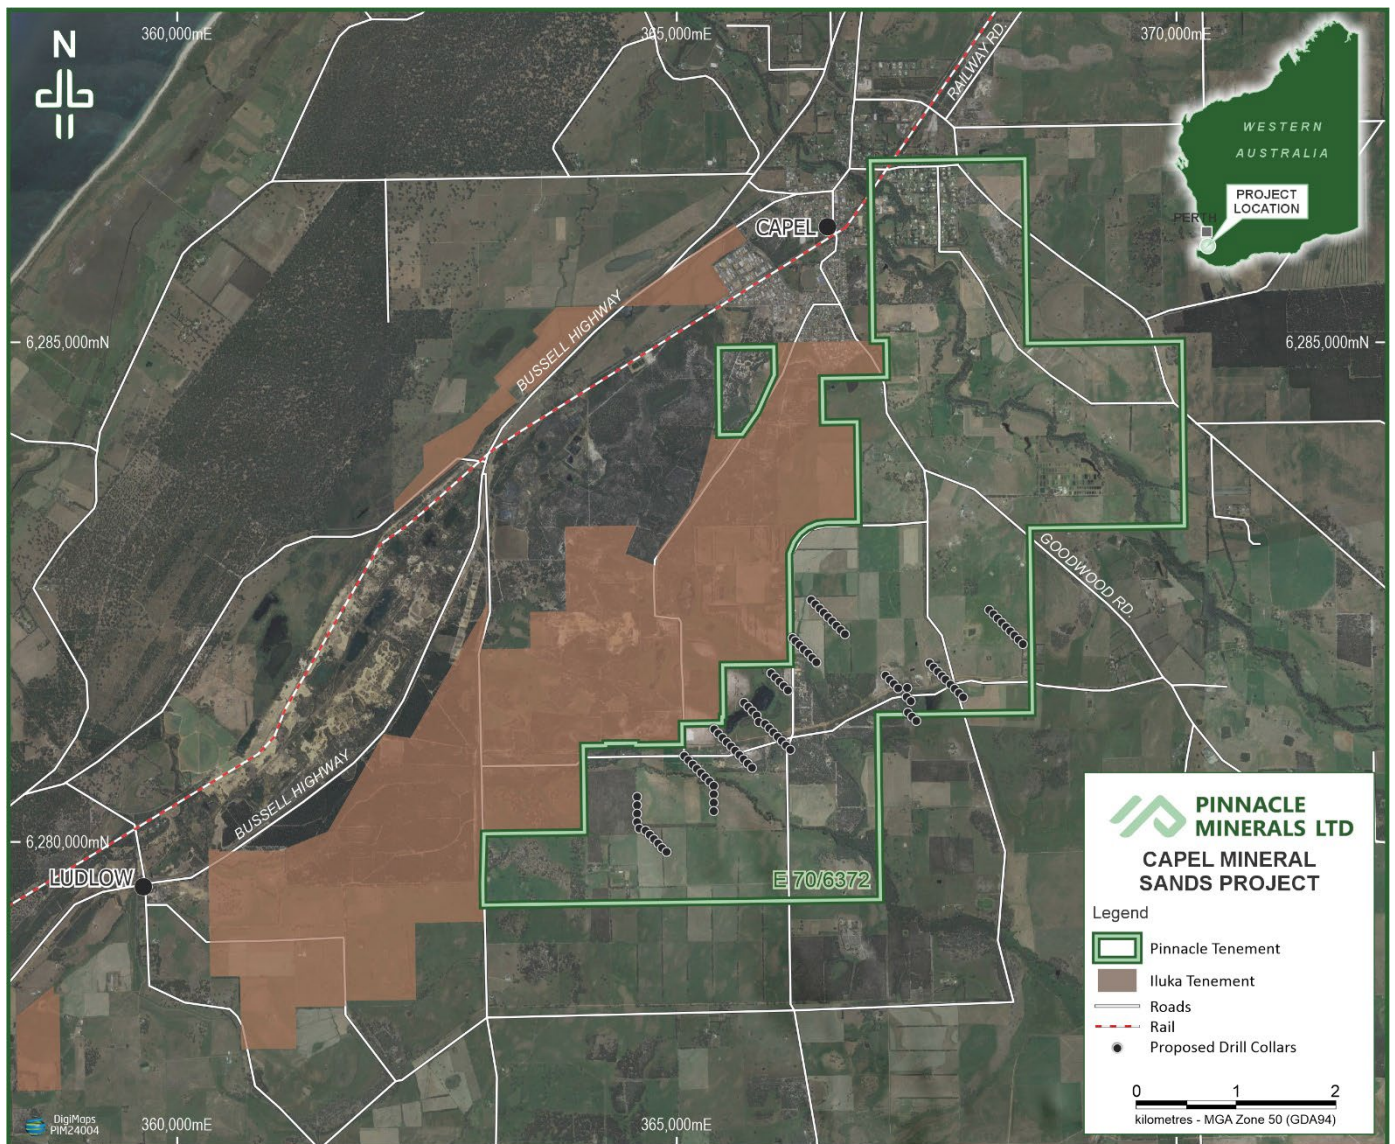 360,000mE
365,000mE
370,000mE
N
RAILWAY RD.
WESTERN
AUSTRALIA
PROJECT
LOCATION
PERTH
CAPEL
BUSSELL HIGHWAY
6,285,000mN
6,285,000mN
GOODWOOD RD
BUSSELL HIGHWAY
6,280,000mN
LUDLOW
E 70/6372
PINNACLE
MINERALS LTD
CAPEL MINERAL
SANDS PROJECT
Legend
Pinnacle Tenement
Iluka Tenement
Roads
Rail
Proposed Drill Collars
0 1 2
kilometres - MGA Zone 50 (GDA94)
DigiMaps
PIM24004
360,000mE
365,000mE